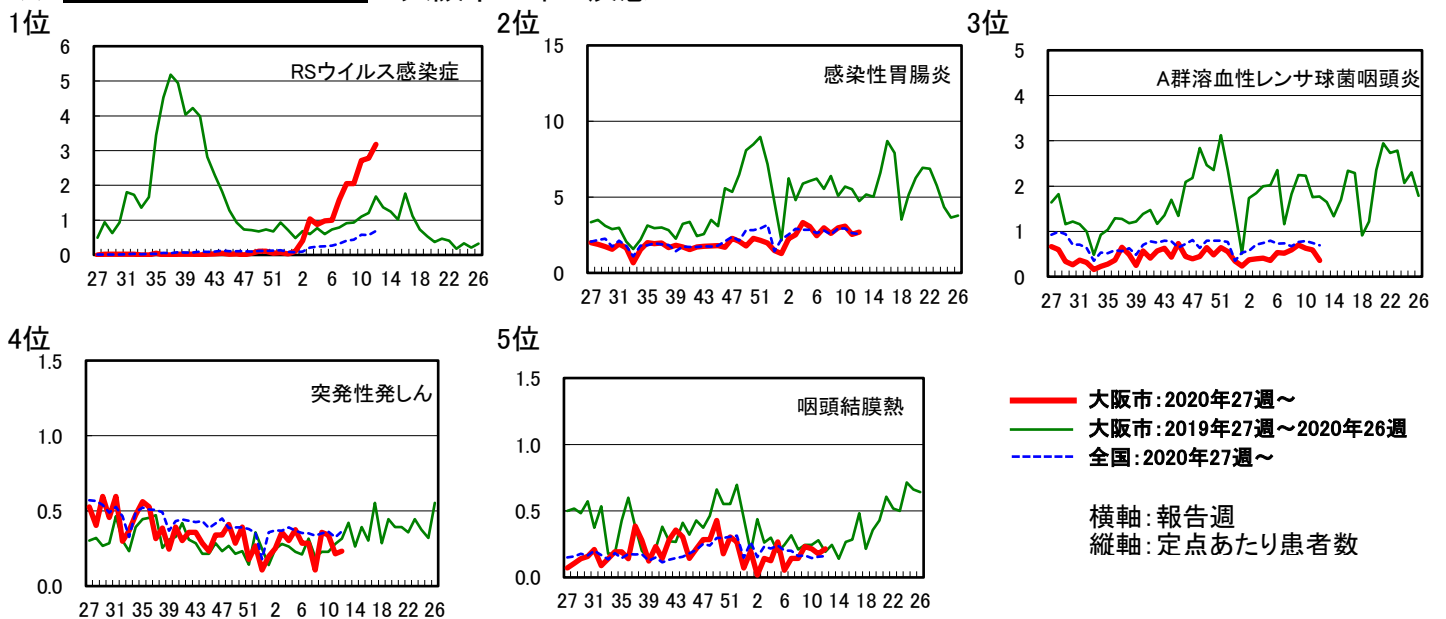 1位
2位
3位
RSウイルス感染症
6
5
4
3
2
1
0
27 31 35 39 43 47 51 2 6 10 14 18 22 26
感染性胃腸炎
15
10
5
0
27 31 35 39 43 47 51 2 6 10 14 18 22 26
A群溶血性レンサ球菌咽頭炎
5
4
3
2
1
0
27 31 35 39 43 47 51 2 6 10 14 18 22 26
4位
5位
突発性発しん
1.5
1.0
0.5
0.0
27 31 35 39 43 47 51 2 6 10 14 18 22 26
咽頭結膜熱
1.5
1.0
0.5
0.0
27 31 35 39 43 47 51 2 6 10 14 18 22 26
大阪市:2020年27週～
大阪市:2019年27週～2020年26週
全国:2020年27週～
横軸:報告週
縦軸:定点あたり患者数